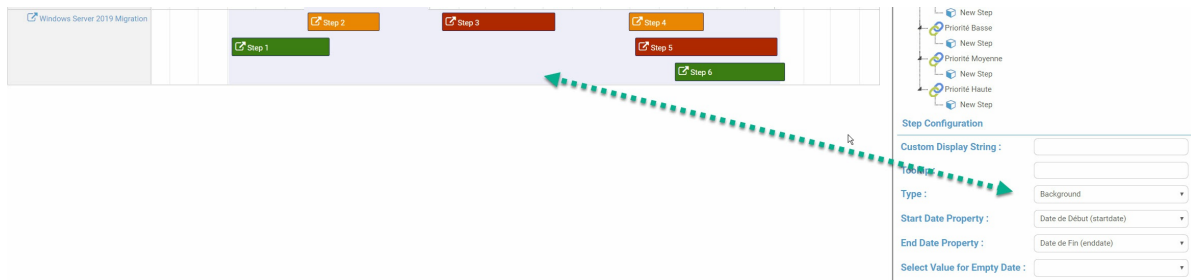 Windows Server 2019 Migration
Step 2
Step 3
Step 4
Step 1
Step 5
Step 6
New Step
Priorité Basse
New Step
Priorité Moyenne
New Step
Priorité Haute
New Step
Step Configuration
Custom Display String :
Tooltip :
Type :
Background
Start Date Property :
Date de Début (startdate)
End Date Property :
Date de Fin (enddate)
Select Value for Empty Date :